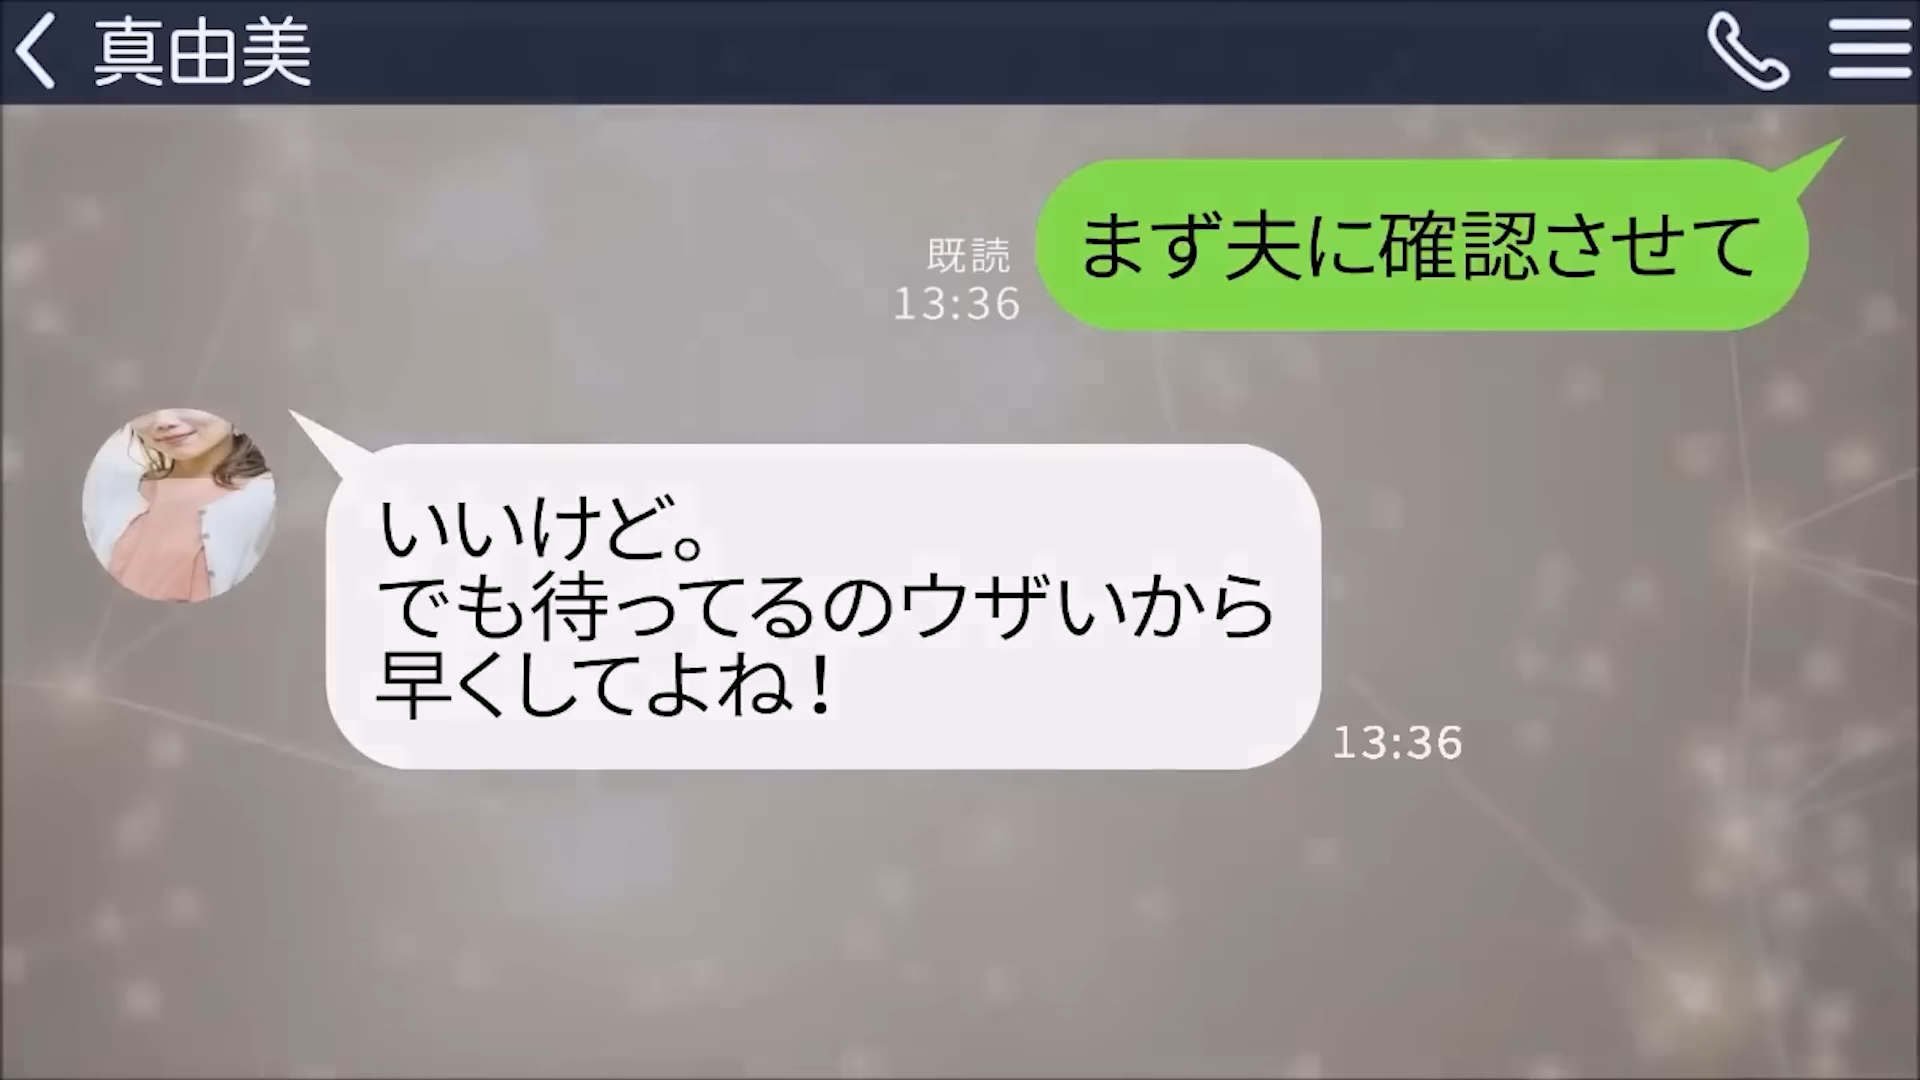 真由美
まず夫に確認させて
既読
13:36
いいけど。
でも待ってるのウザいから
早くしてよね！
13:36